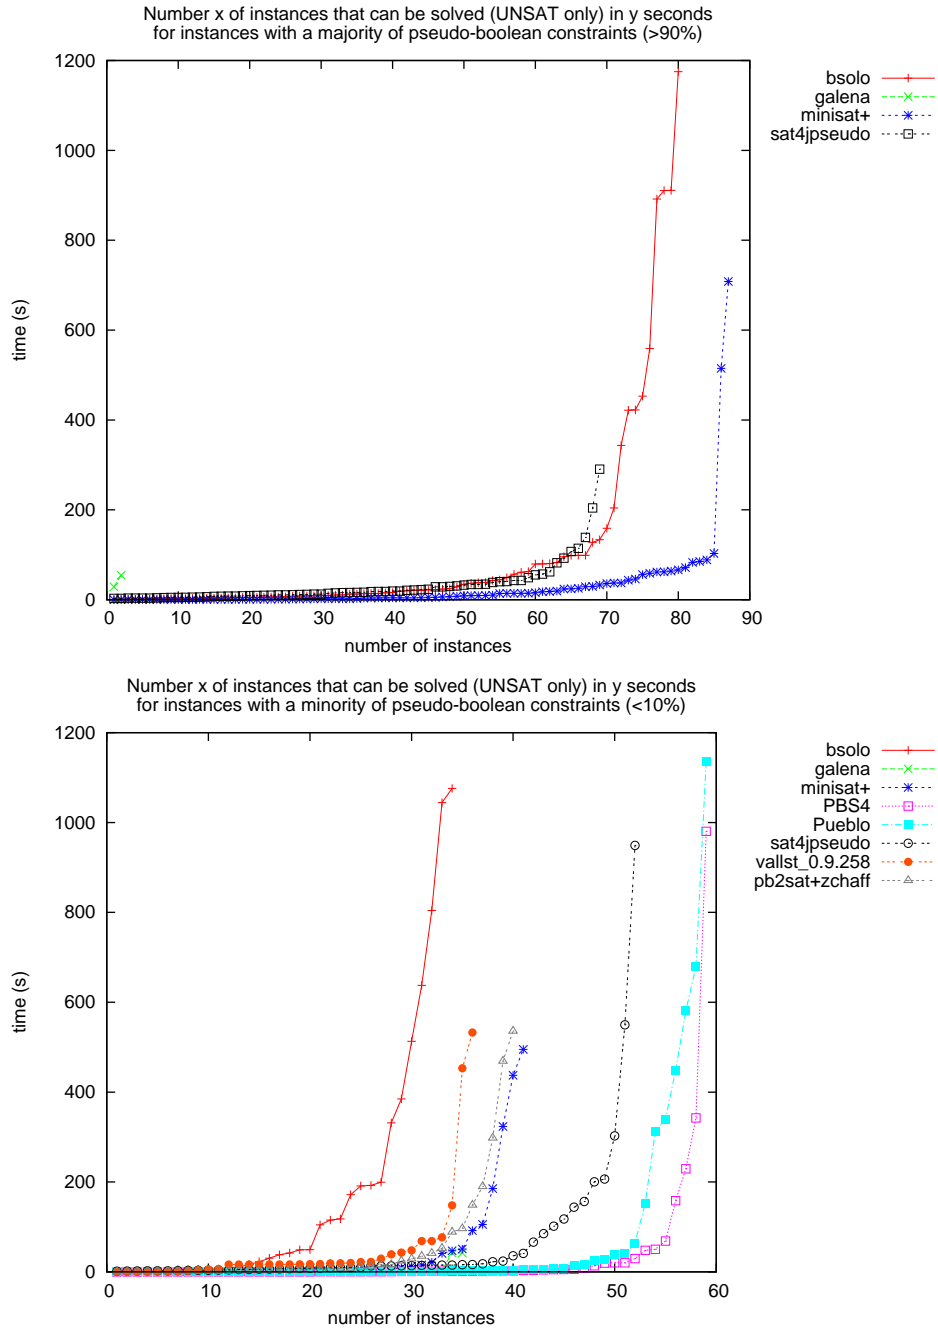 Number x of instances that can be solved (UNSAT only) in y seconds
for instances with a majority of pseudo-boolean constraints (>90%)
1200
1000
800
600
400
200
0
0 10 20 30 40 50 60 70 80 90
time (s)
number of instances
bsolo
galena
minisat+
sat4jpseudo
Number x of instances that can be solved (UNSAT only) in y seconds
for instances with a minority of pseudo-boolean constraints (<10%)
1200
1000
800
600
400
200
0
0 10 20 30 40 50 60
time (s)
number of instances
bsolo
galena
minisat+
PBS4
Pueblo
sat4jpseudo
vallst_0.9.258
pb2sat+zchaff